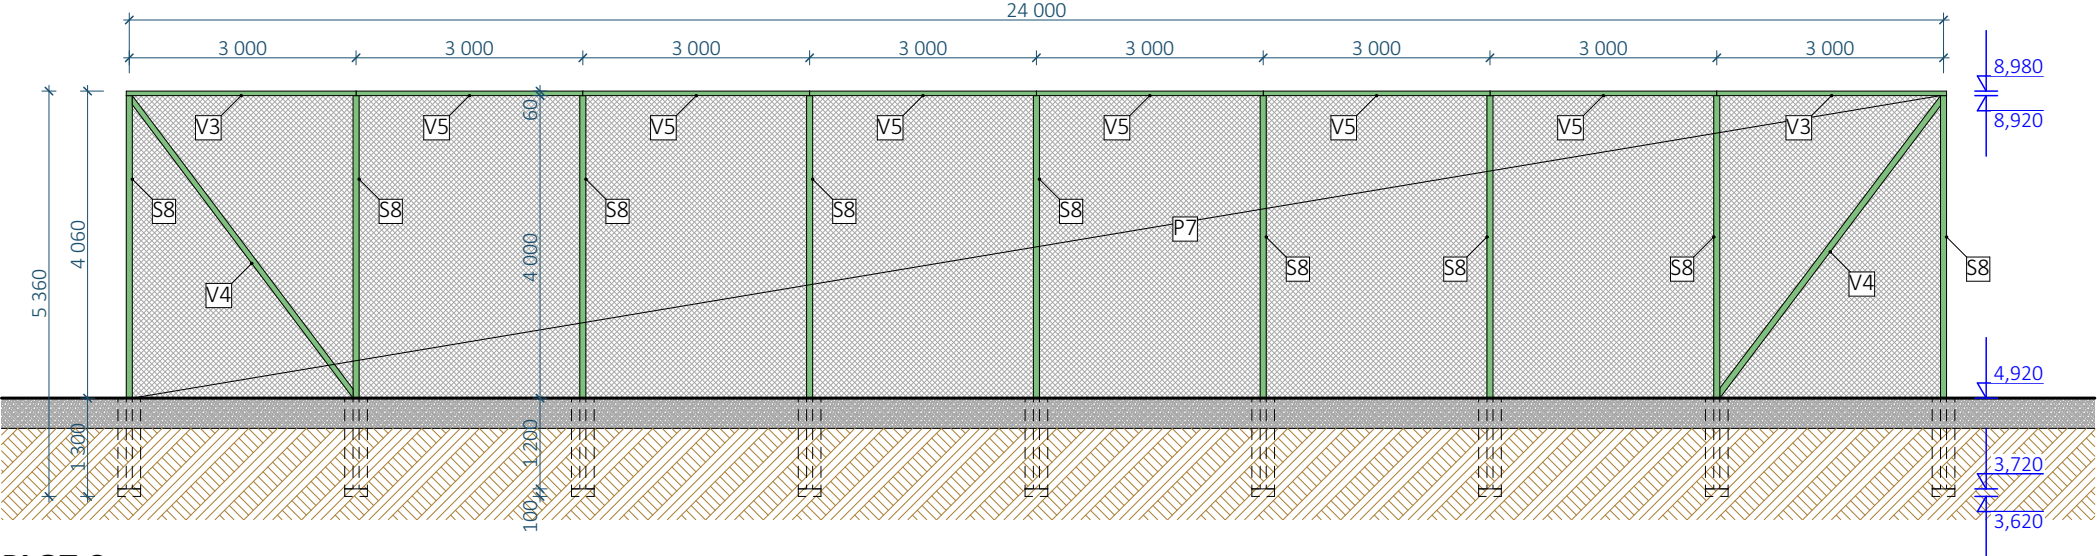 24 000
3 000 3 000 3 000 3 000 3 000 3 000 3 000 3 000
8,980
8,920
60
V3 V5 V5 V5 V5 V5 V5 V3
S8 S8 S8 S8 S8
P7
4 060
4 000
5 360
S8 S8 S8 S8
V4 V4
4,920
1 300
1 200
3,720
100
3,620